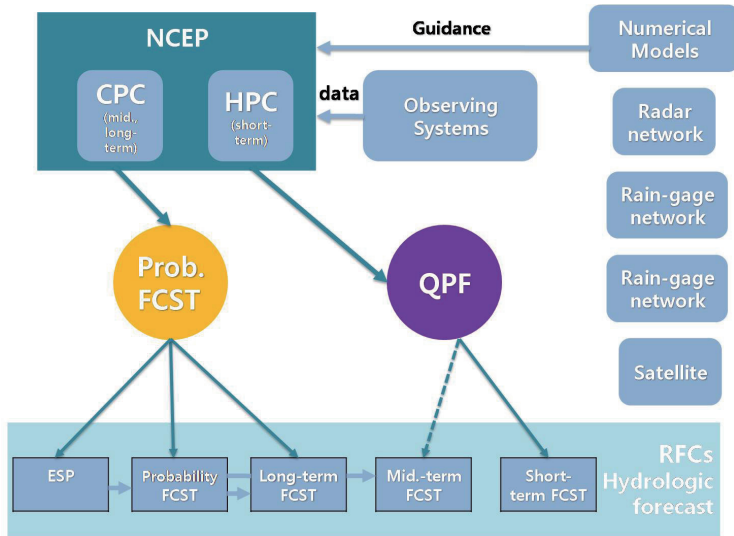 NCEP
CPC
(mid.,
long-
term)
HPC
(short-
term)
Guidance
data
Observing
Systems
Numerical
Models
Radar
network
Rain-gage
network
Rain-gage
network
Satellite
Prob.
FCST
QPF
RFCs
Hydrologic
forecast
ESP
Probability
FCST
Long-term
FCST
Mid.-term
FCST
Short-
term FCST